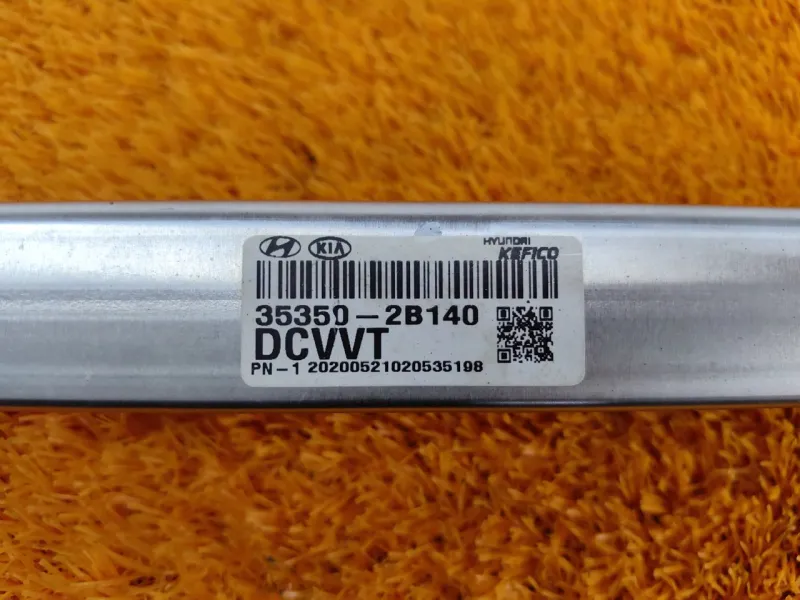 KIA
HYUNDAI
KEFICO
35350-2B140
DCVVT
PN-1 20200521020535198